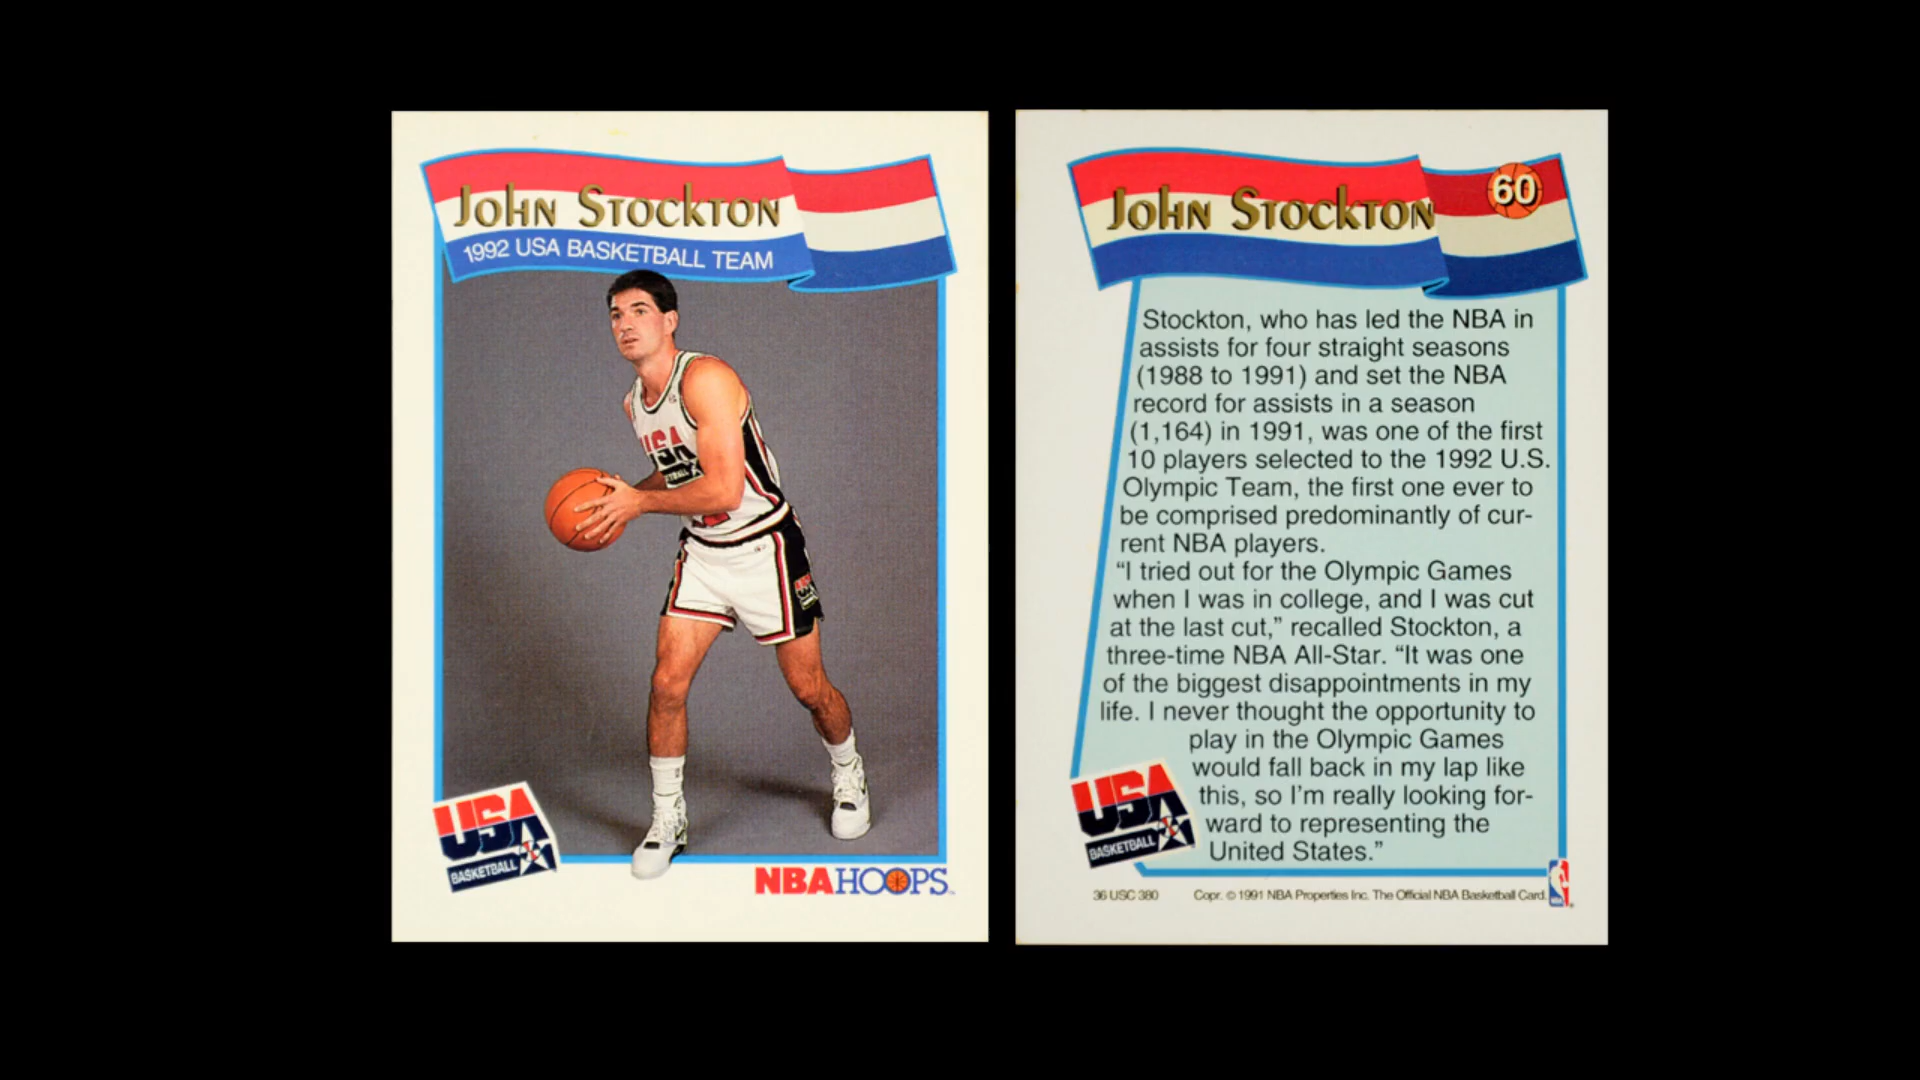 John Stockton
1992 USA BASKETBALL TEAM
USA
USA
BASKETBALL
NBA HOOPS
John Stockton
60
Stockton, who has led the NBA in
assists for four straight seasons
(1988 to 1991) and set the NBA
record for assists in a season
(1,164) in 1991, was one of the first
10 players selected to the 1992 U.S.
Olympic Team, the first one ever to
be comprised predominantly of cur-
rent NBA players.
“I tried out for the Olympic Games
when I was in college, and I was cut
at the last cut,” recalled Stockton, a
three-time NBA All-Star. “It was one
of the biggest disappointments in my
life. I never thought the opportunity to
play in the Olympic Games
would fall back in my lap like
this, so I’m really looking for-
ward to representing the
United States.”
USA
BASKETBALL
36 USC 380
Copr. © 1991 NBA Properties Inc. The Official NBA Basketball Card.